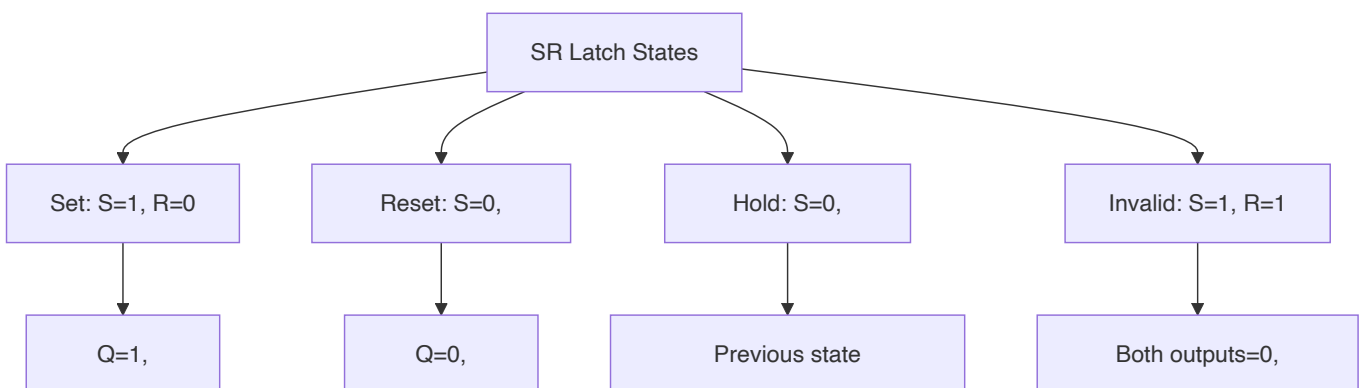 SR Latch States
Set: S=1, R=0
Reset: S=0,
Hold: S=0,
Invalid: S=1, R=1
Q=1,
Q=0,
Previous state
Both outputs=0,